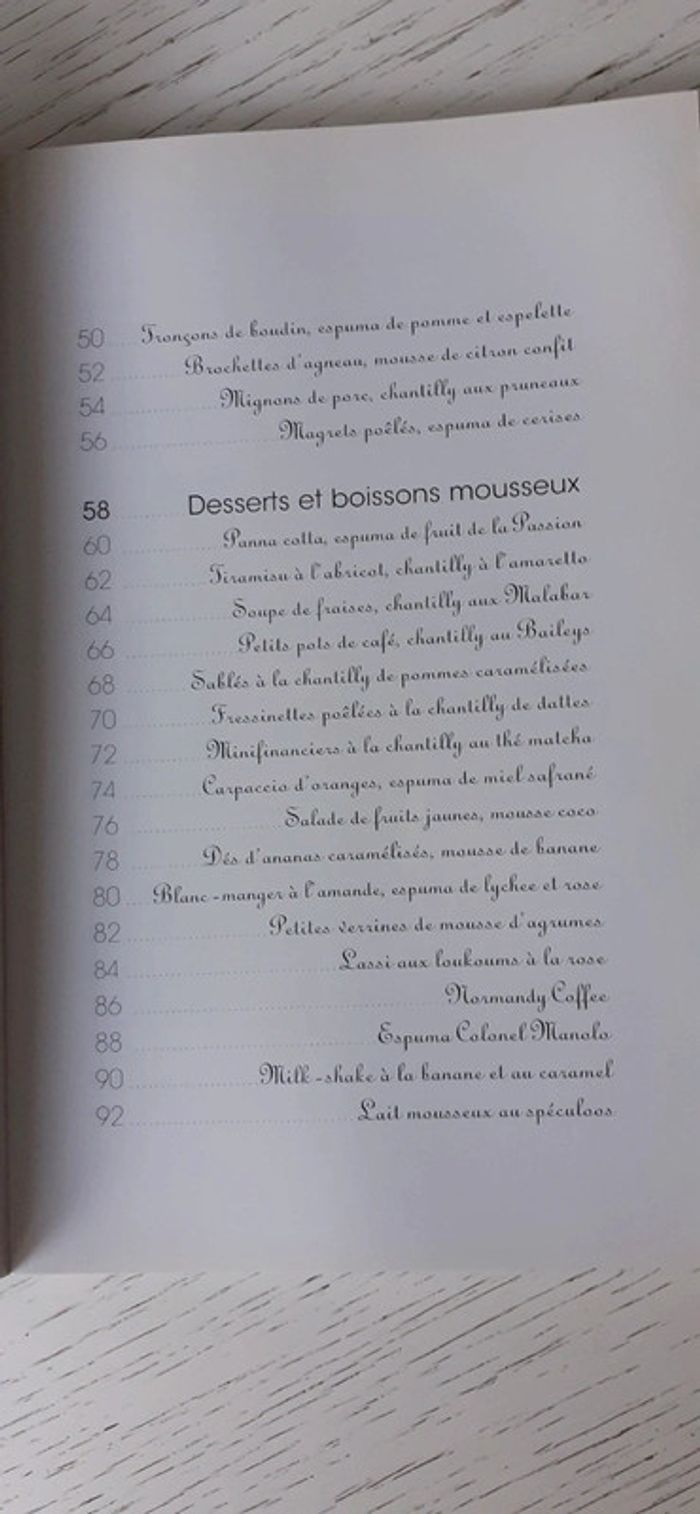 50 Tronçons de boudin, espuma de pomme et espelette
52 Brochettes d'agneau, mousse de citron confit
54 Mignons de porc, chantilly aux pruneaux
56 Magrets poêlés, espuma de cerises
58 Desserts et boissons mousseux
60 Panna cotta, espuma de fruit de la Passion
62 Tiramisu à l'abricot, chantilly à l'amaretto
64 Soupe de fraises, chantilly aux Malabar
66 Petits pots de café, chantilly au Baileys
68 Sablés à la chantilly de pommes caramélisées
70 Fressinettes poêlées à la chantilly de dattes
72 Minifinanciers à la chantilly au thé matcha
74 Carpaccio d'oranges, espuma de miel safrané
76 Salade de fruits jaunes, mousse coco
78 Dés d'ananas caramélisés, mousse de banane
80 Blanc-manger à l'amande, espuma de lychee et rose
82 Petites verrines de mousse d'agrumes
84 Lassi aux loukoums à la rose
86 Normandy Coffee
88 Espuma Colonel Manolo
90 Milk-shake à la banane et au caramel
92 Lait mousseux au spéculoos